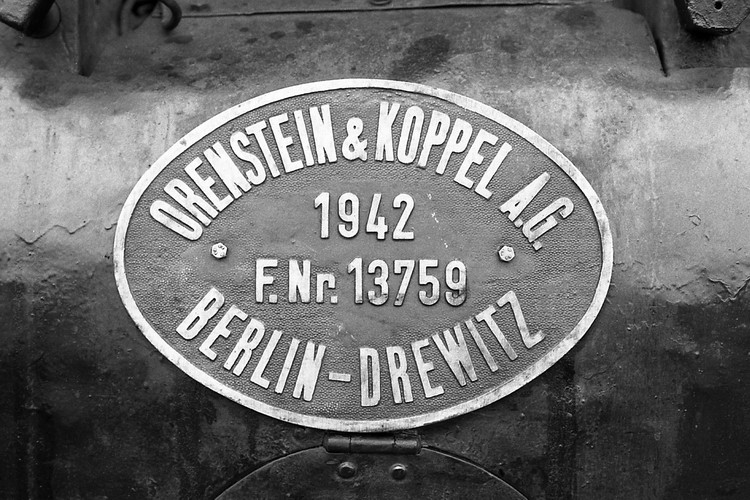 ORENSTEIN & KOPPEL A.G.
1942
F. Nr. 13759
BERLIN-DREWITZ